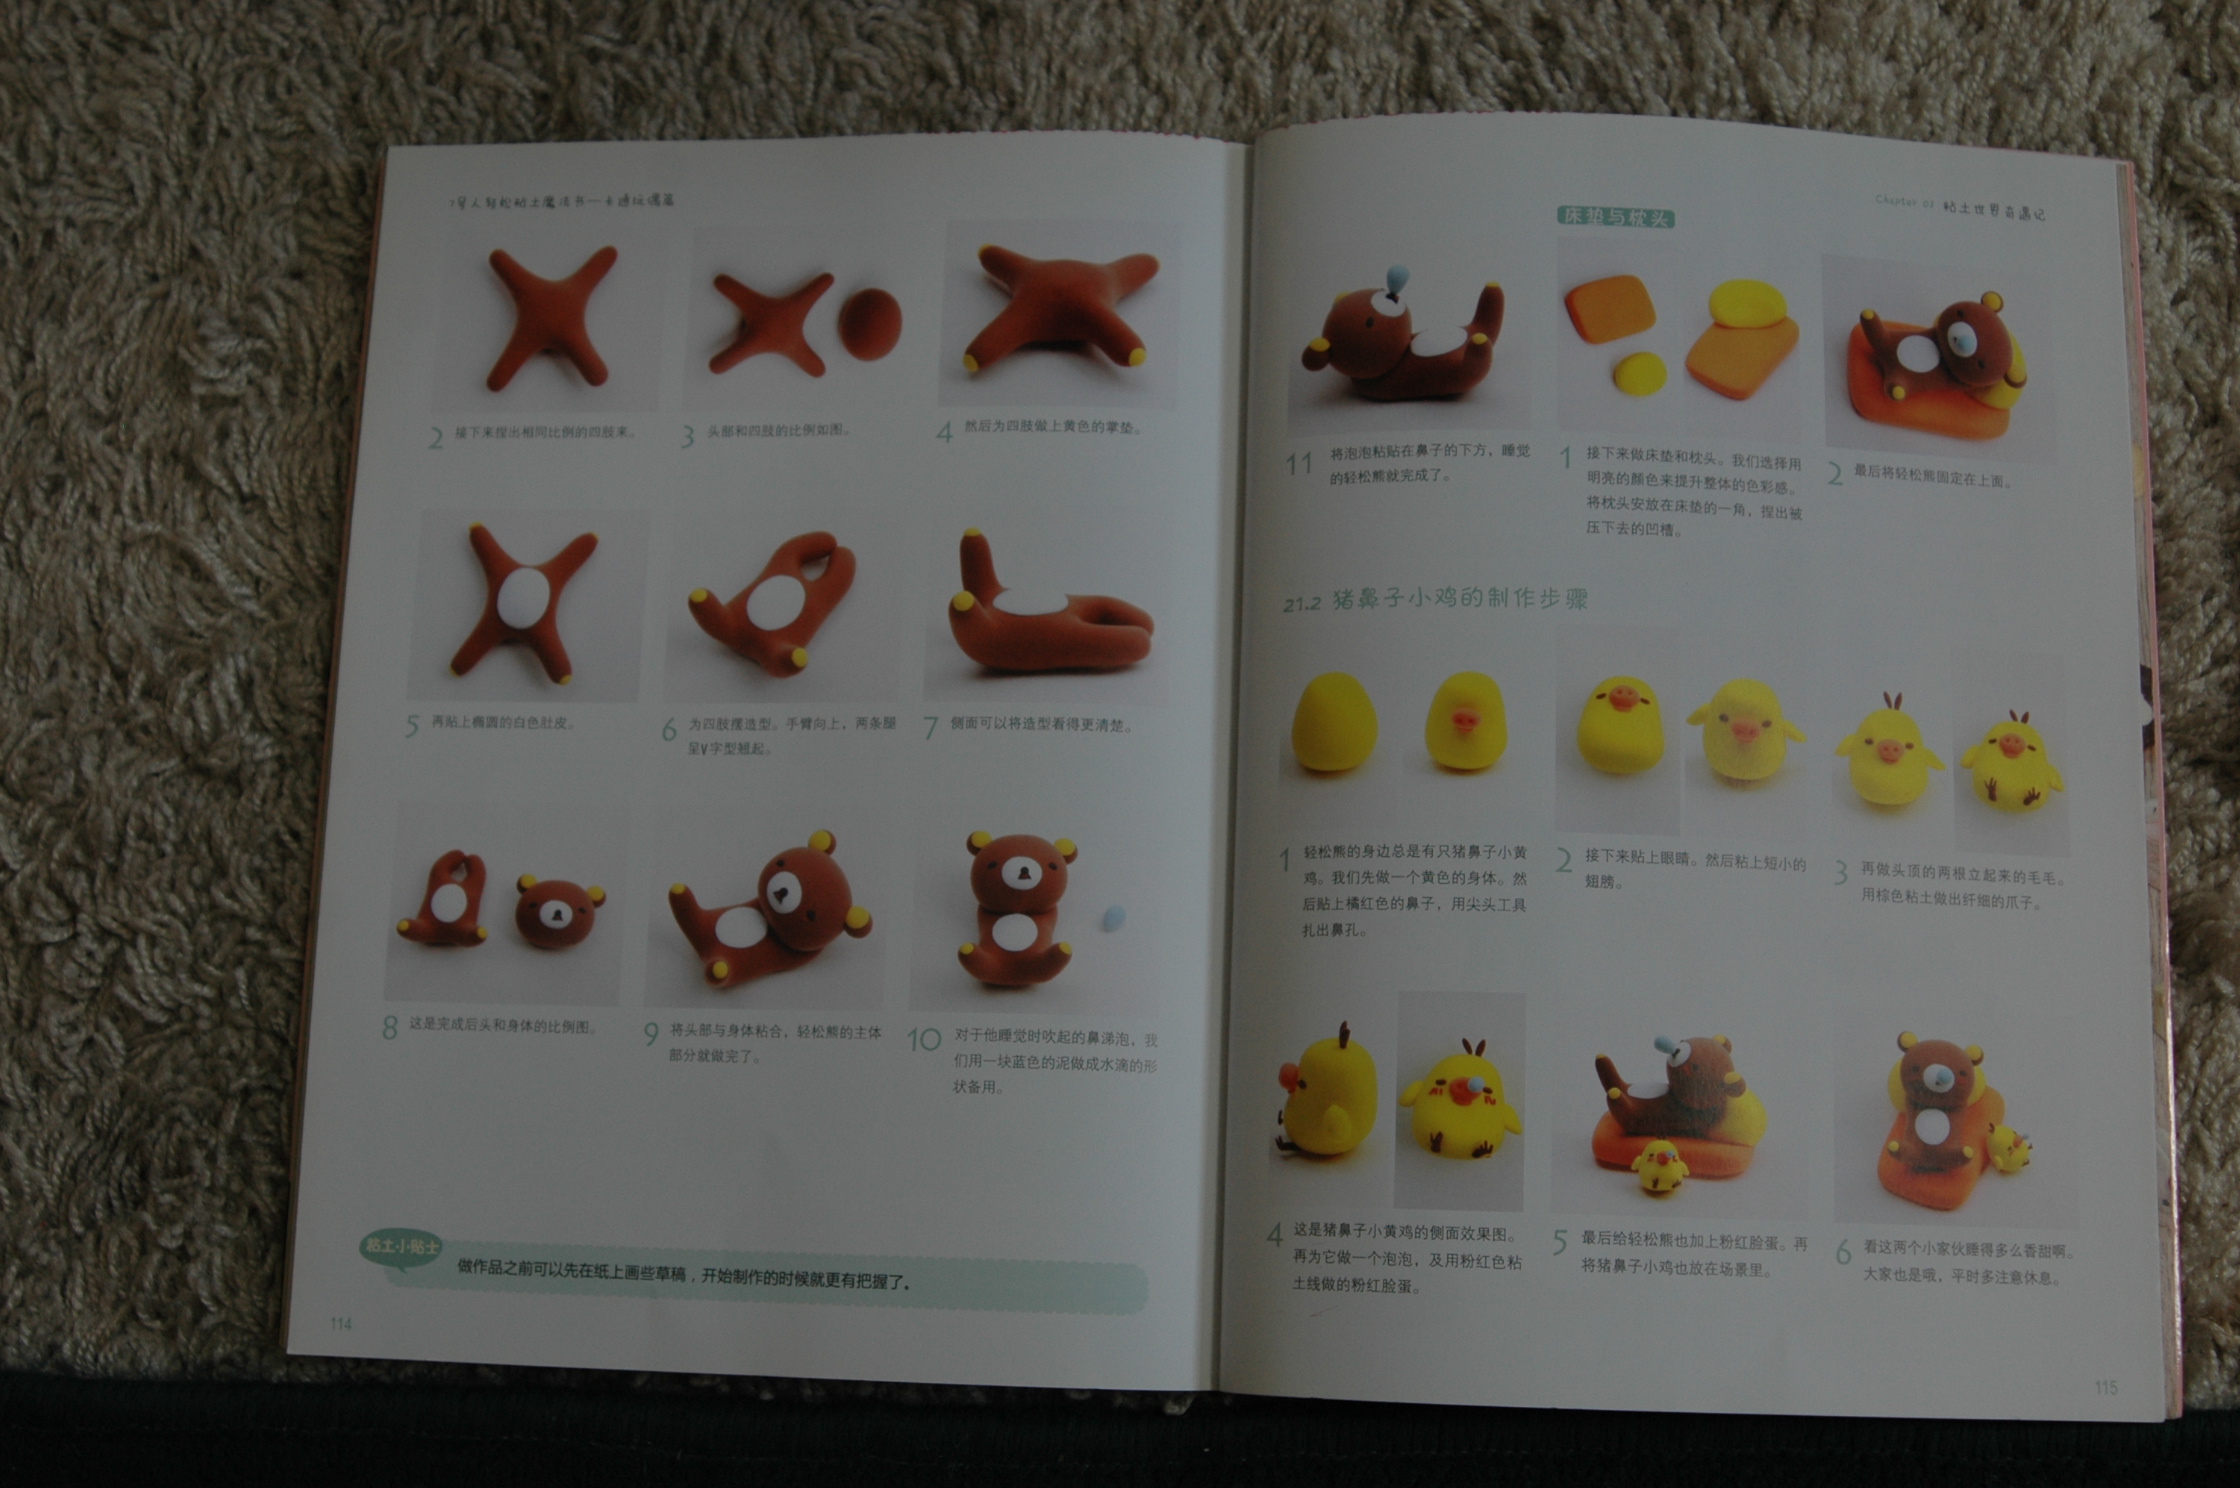 接下来捏出相同比例的四肢来。
2
头部和四肢的比例如图。
3
然后为四肢做上黄色的掌垫。
4
再贴上椭圆的白色肚皮。
5
为四肢摆造型。手臂向上，两条腿
呈V字型翘起。
6
侧面可以将造型看得更清楚。
7
这是完成后头和身体的比例图。
8
将头部与身体粘合，轻松熊的主体
部分就做完了。
9
对于他睡觉时吹起的鼻涕泡，我
们用一块蓝色的泥做成水滴的形
状备用。
10
粘土小贴士
做作品之前可以先在纸上画些草稿，开始制作的时候就更有把握了。
114
粘土世界奇遇记
将泡泡粘贴在鼻子的下方，睡觉
的轻松熊就完成了。
11
床垫与枕头
接下来做床垫和枕头。我们选择用
明亮的颜色来提升整体的色彩感。
将枕头安放在床垫的一角，捏出被
压下去的凹槽。
1
最后将轻松熊固定在上面。
2
21.2 猪鼻子小鸡的制作步骤
轻松熊的身边总是有只猪鼻子小黄
鸡。我们先做一个黄色的身体。然
后贴上橘红色的鼻子，用尖头工具
扎出鼻孔。
1
接下来贴上眼睛。然后粘上短小的
翅膀。
2
再做头顶的两根立起来的毛毛。
用棕色粘土做出纤细的爪子。
3
这是猪鼻子小黄鸡的侧面效果图。
再为它做一个泡泡，及用粉红色粘
土线做的粉红脸蛋。
4
最后给轻松熊也加上粉红脸蛋。再
将猪鼻子小鸡也放在场景里。
5
看这两个小家伙睡得多么香甜啊。
大家也是哦，平时多注意休息。
6
115